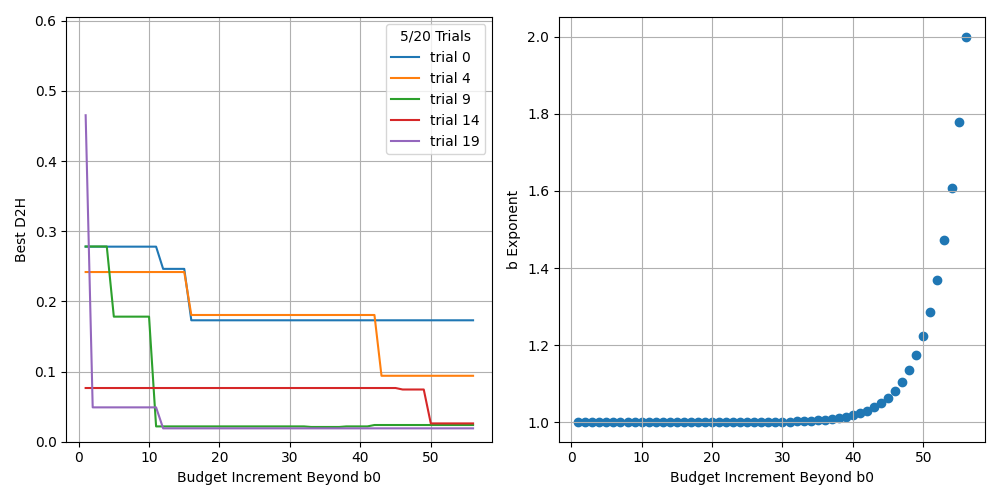 0.6
0.5
0.4
0.3
0.2
0.1
0.0
Best D2H
0 10 20 30 40 50
Budget Increment Beyond b0
5/20 Trials
trial 0
trial 4
trial 9
trial 14
trial 19
2.0
1.8
1.6
1.4
1.2
1.0
b Exponent
0 10 20 30 40 50
Budget Increment Beyond b0